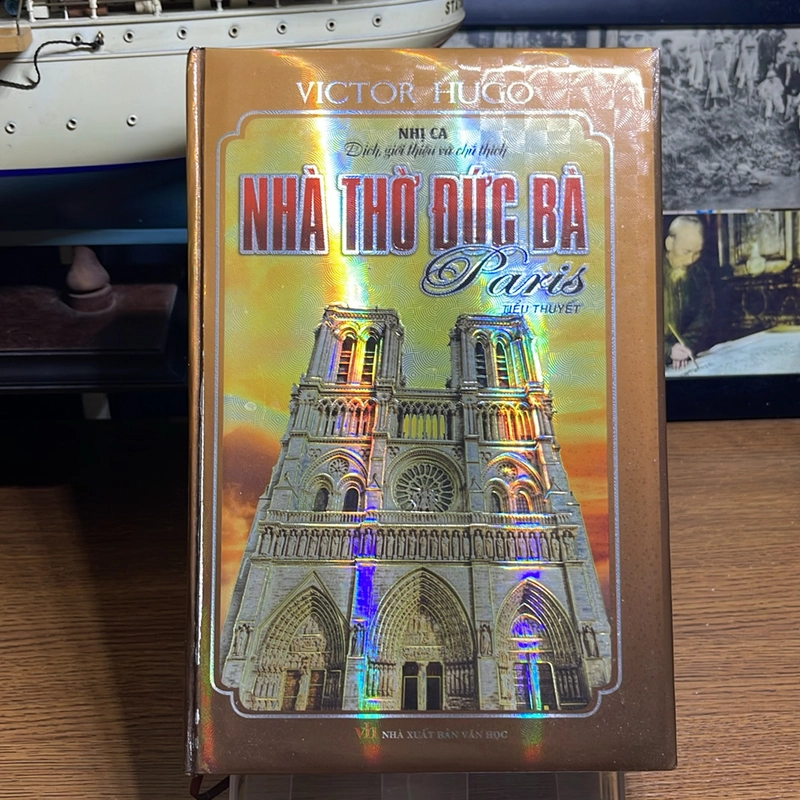 VICTOR HUGO
NHỊ CA
Dịch, giới thiệu và chú thích
NHÀ THỜ ĐỨC BÀ
Paris
TIỂU THUYẾT
NHÀ XUẤT BẢN VĂN HỌC